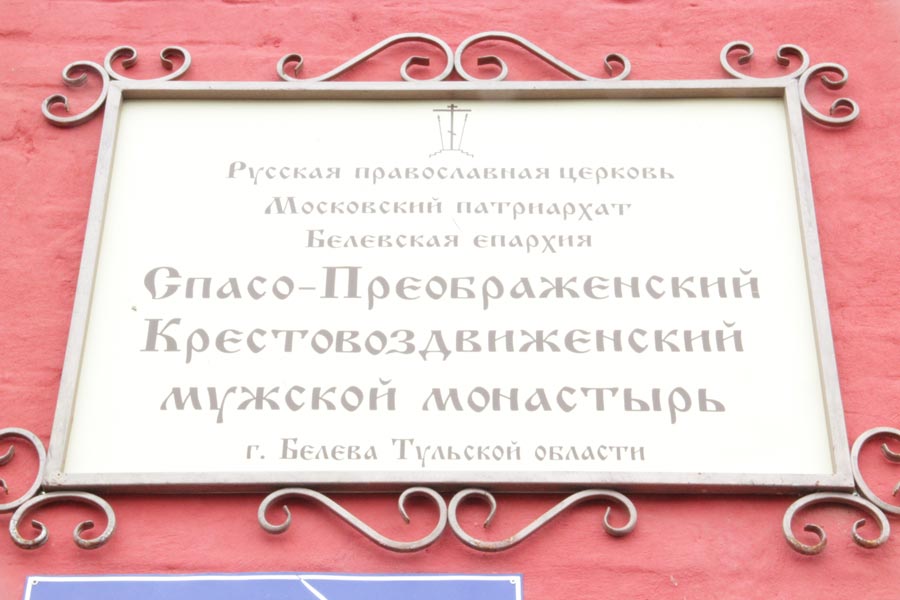 Русская православная церковь
Московский патриархат
Белевская епархия
Спасо-Преображенский
Крестовоздвиженский
мужской монастырь
г. Белева Тульской области